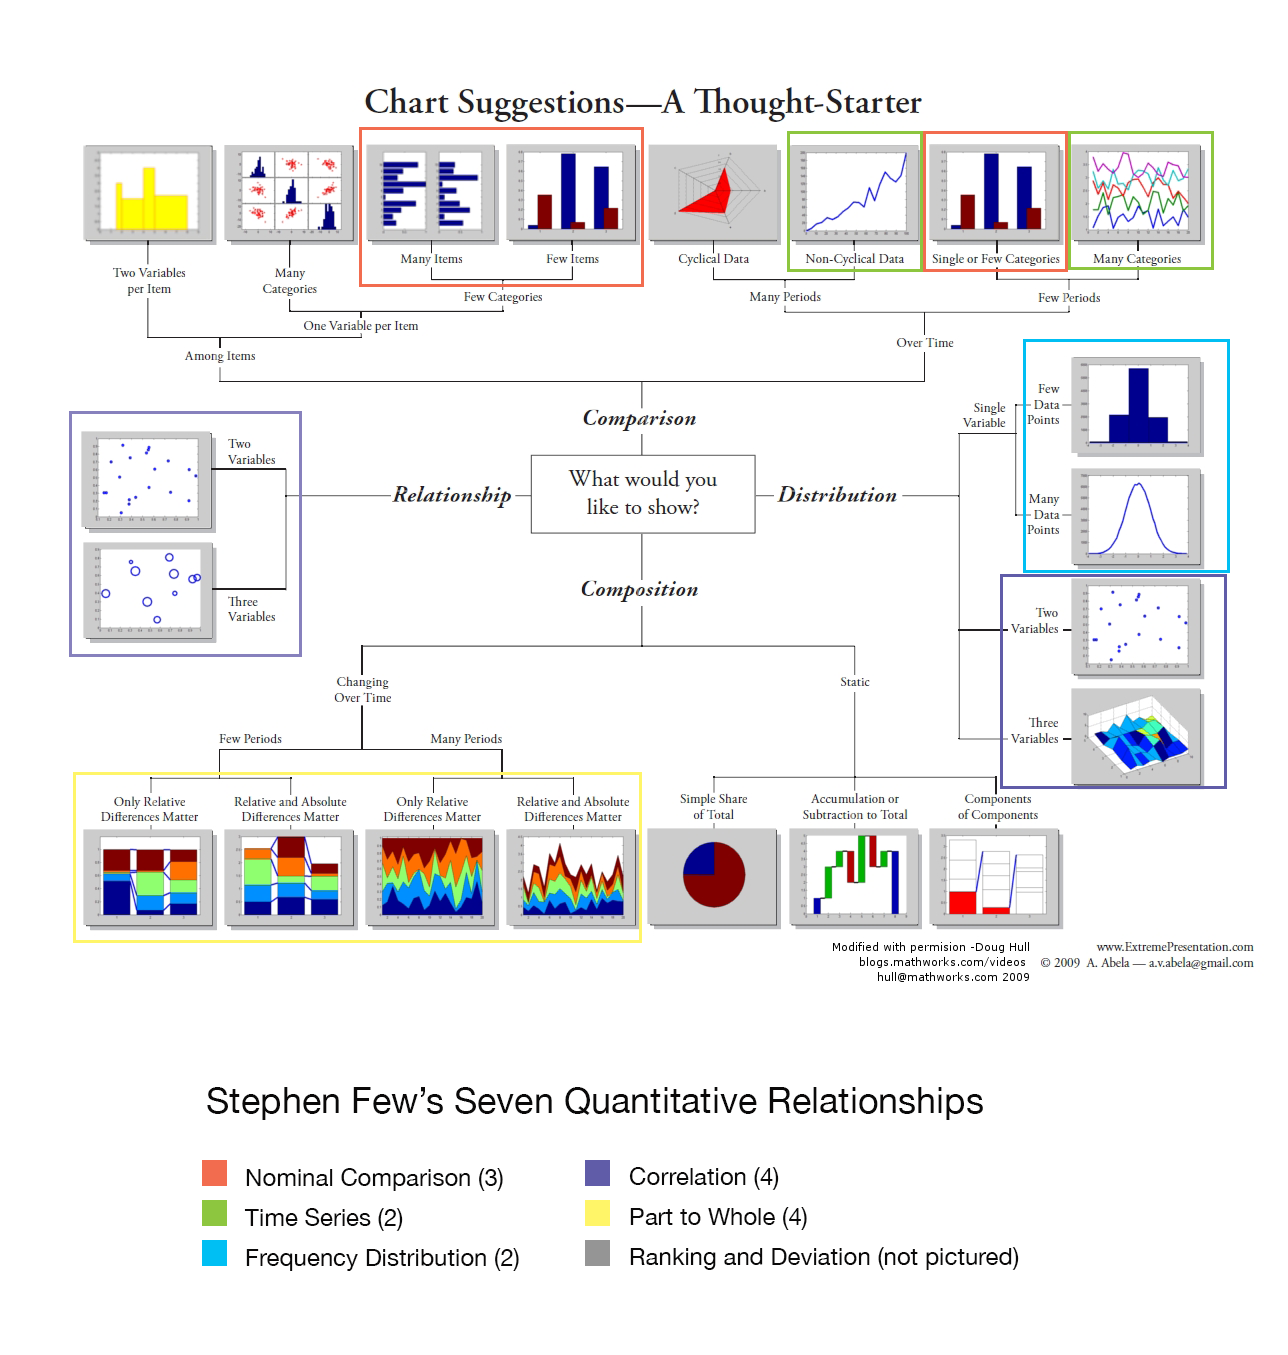 Chart Suggestions—A Thought-Starter
Two Variables
per Item
Many
Categories
Many Items
Few Items
Cyclical Data
Non-Cyclical Data
Single or Few Categories
Many Categories
Few Categories
Many Periods
Few Periods
One Variable per Item
Among Items
Over Time
Comparison
Two
Variables
Three
Variables
Relationship
What would you
like to show?
Distribution
Single
Variable
Few
Data
Points
Many
Data
Points
Two
Variables
Three
Variables
Composition
Changing
Over Time
Static
Few Periods
Many Periods
Only Relative
Differences Matter
Relative and Absolute
Differences Matter
Only Relative
Differences Matter
Relative and Absolute
Differences Matter
Simple Share
of Total
Accumulation or
Subtraction to Total
Components
of Components
Modified with permision -Doug Hull
blogs.mathworks.com/videos
hull@mathworks.com 2009
www.ExtremePresentation.com
© 2009 A. Abela — a.v.abela@gmail.com
Stephen Few’s Seven Quantitative Relationships
Nominal Comparison (3)
Time Series (2)
Frequency Distribution (2)
Correlation (4)
Part to Whole (4)
Ranking and Deviation (not pictured)